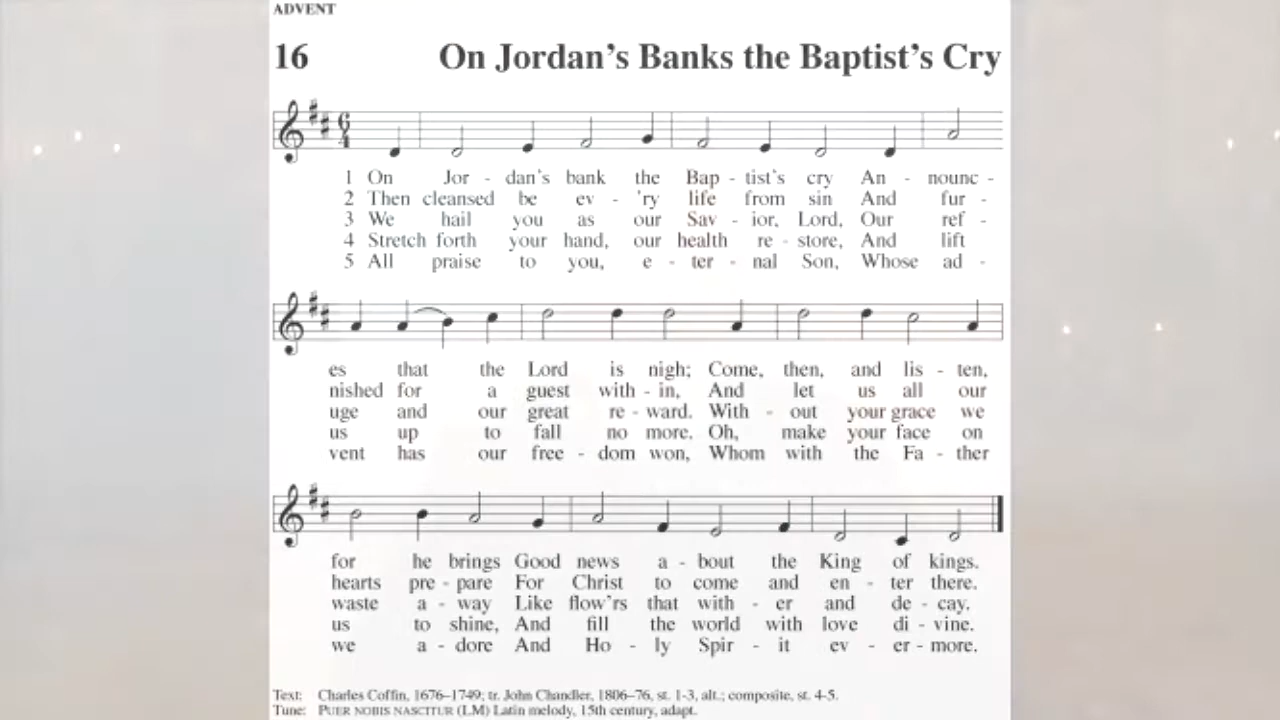 ADVENT
16 On Jordan's Banks the Baptist's Cry
6
4
1 On Jor - dan's bank the Bap - tist's cry An - nounc -
2 Then cleansed be ev - 'ry life from sin And fur -
3 We hail you as our Sav - ior, Lord, Our ref -
4 Stretch forth your hand, our health re - store, And lift
5 All praise to you, e - ter - nal Son, Whose ad -
es that the Lord is nigh; Come, then, and lis - ten,
nished for a guest with - in, And let us all our
uge and our great re - ward. With - out your grace we
us up to fall no more. Oh, make your face on
vent has our free - dom won, Whom with the Fa - ther
for he brings Good news a - bout the King of kings.
hearts pre - pare For Christ to come and en - ter there.
waste a - way Like flow'rs that with - er and de - cay.
us to shine, And fill the world with love di - vine.
we a - dore And Ho - ly Spir - it ev - er - more.
Text: Charles Coffin, 1676–1749; tr. John Chandler, 1806–76, st. 1-3, alt.; composite, st. 4-5.
Tune: PUER NOBIS NASCITUR (LM) Latin melody, 15th century, adapt.